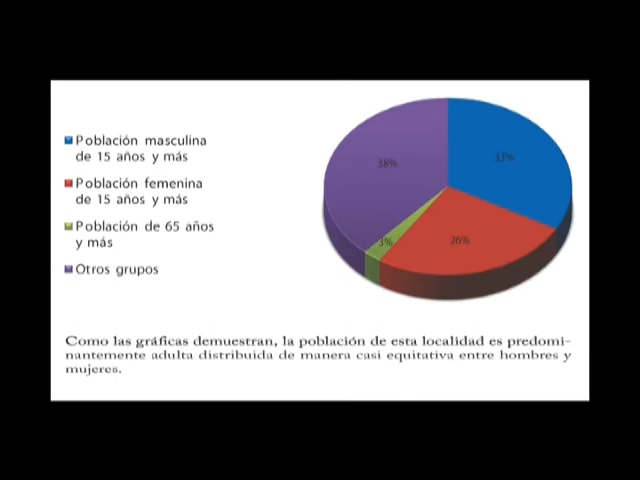 Población masculina
de 15 años y más
Población femenina
de 15 años y más
Población de 65 años
y más
Otros grupos
38%
33%
3%
26%
Como las gráficas demuestran, la población de esta localidad es predomi-
nantemente adulta distribuida de manera casi equitativa entre hombres y
mujeres.